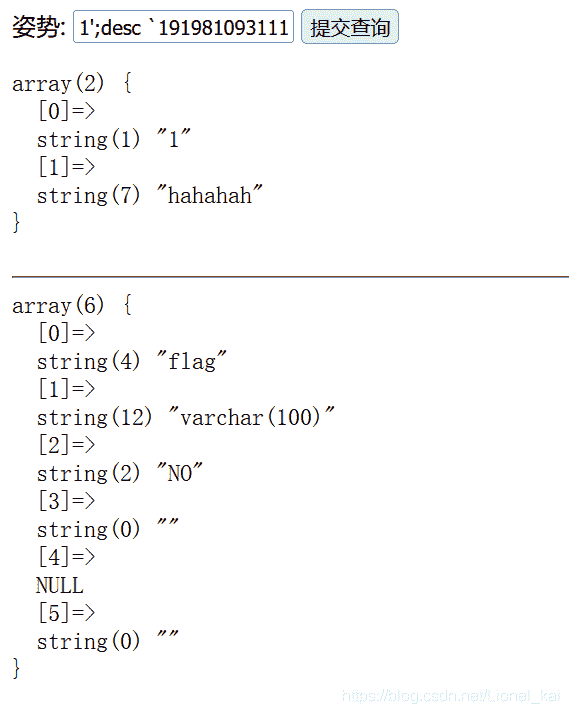 姿势: 1';desc `191981093111 提交查询
array(2) {
  [0]=>
  string(1) "1"
  [1]=>
  string(7) "hahahah"
}
array(6) {
  [0]=>
  string(4) "flag"
  [1]=>
  string(12) "varchar(100)"
  [2]=>
  string(2) "NO"
  [3]=>
  string(0) ""
  [4]=>
  NULL
  [5]=>
  string(0) ""
}
https://blog.csdn.net/Lionel_kai